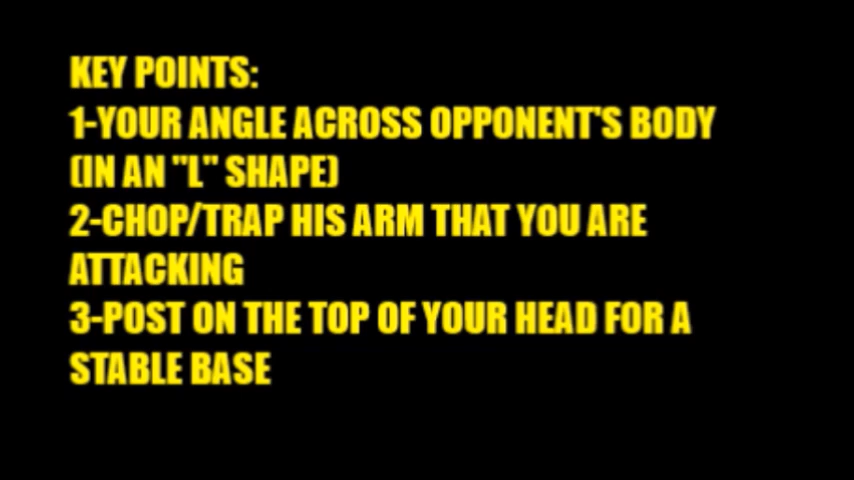 KEY POINTS:
1-YOUR ANGLE ACROSS OPPONENT'S BODY
(IN AN "L" SHAPE)
2-CHOP/TRAP HIS ARM THAT YOU ARE
ATTACKING
3-POST ON THE TOP OF YOUR HEAD FOR A
STABLE BASE